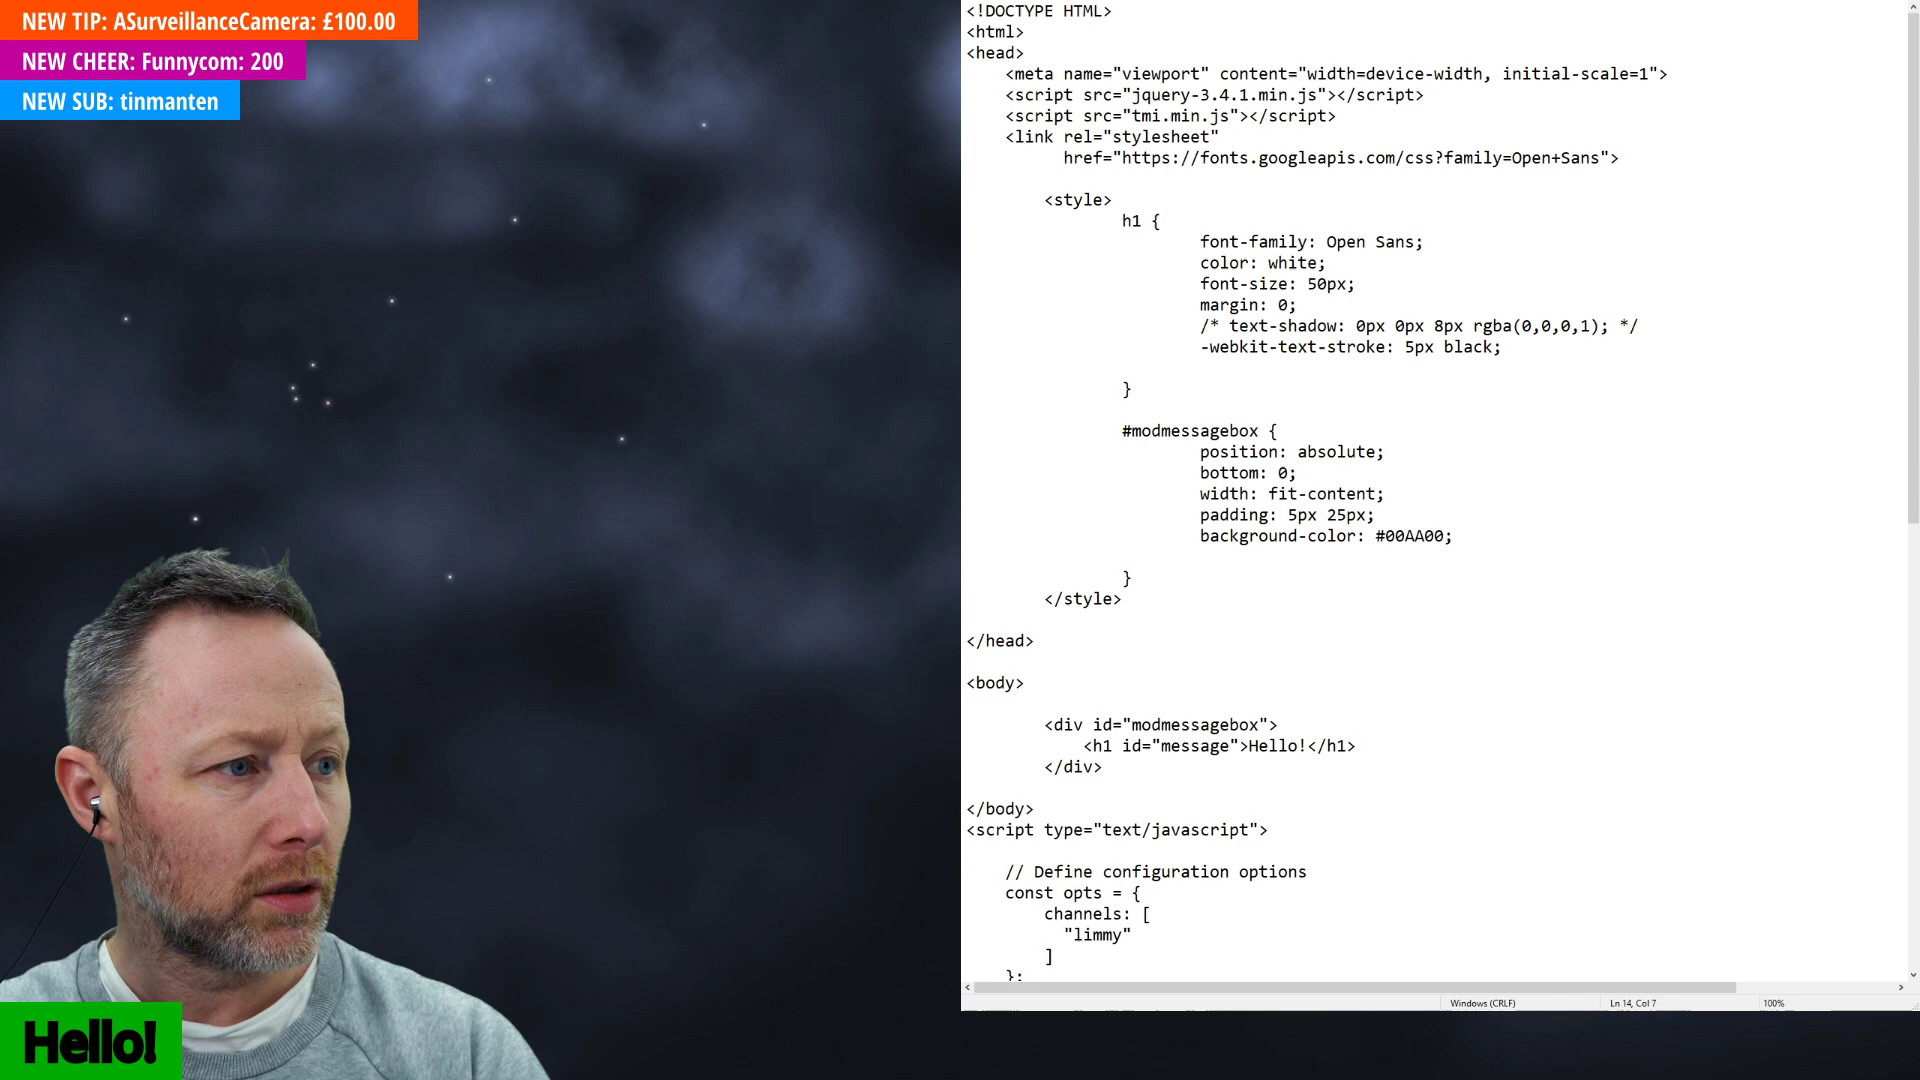 NEW TIP: ASurveillanceCamera: £100.00
NEW CHEER: Funnycom: 200
NEW SUB: tinmanten
Hello!
<!DOCTYPE HTML>
<html>
<head>
    <meta name="viewport" content="width=device-width, initial-scale=1">
    <script src="jquery-3.4.1.min.js"></script>
    <script src="tmi.min.js"></script>
    <link rel="stylesheet"
          href="https://fonts.googleapis.com/css?family=Open+Sans">
        <style>
                h1 {
                        font-family: Open Sans;
                        color: white;
                        font-size: 50px;
                        margin: 0;
                        /* text-shadow: 0px 0px 8px rgba(0,0,0,1); */
                        -webkit-text-stroke: 5px black;
                }
                #modmessagebox {
                        position: absolute;
                        bottom: 0;
                        width: fit-content;
                        padding: 5px 25px;
                        background-color: #00AA00;
                }
        </style>
</head>
<body>
        <div id="modmessagebox">
            <h1 id="message">Hello!</h1>
        </div>
</body>
<script type="text/javascript">
    // Define configuration options
    const opts = {
        channels: [
          "limmy"
        ]
    };
Windows (CRLF)
Ln 14, Col 7
100%